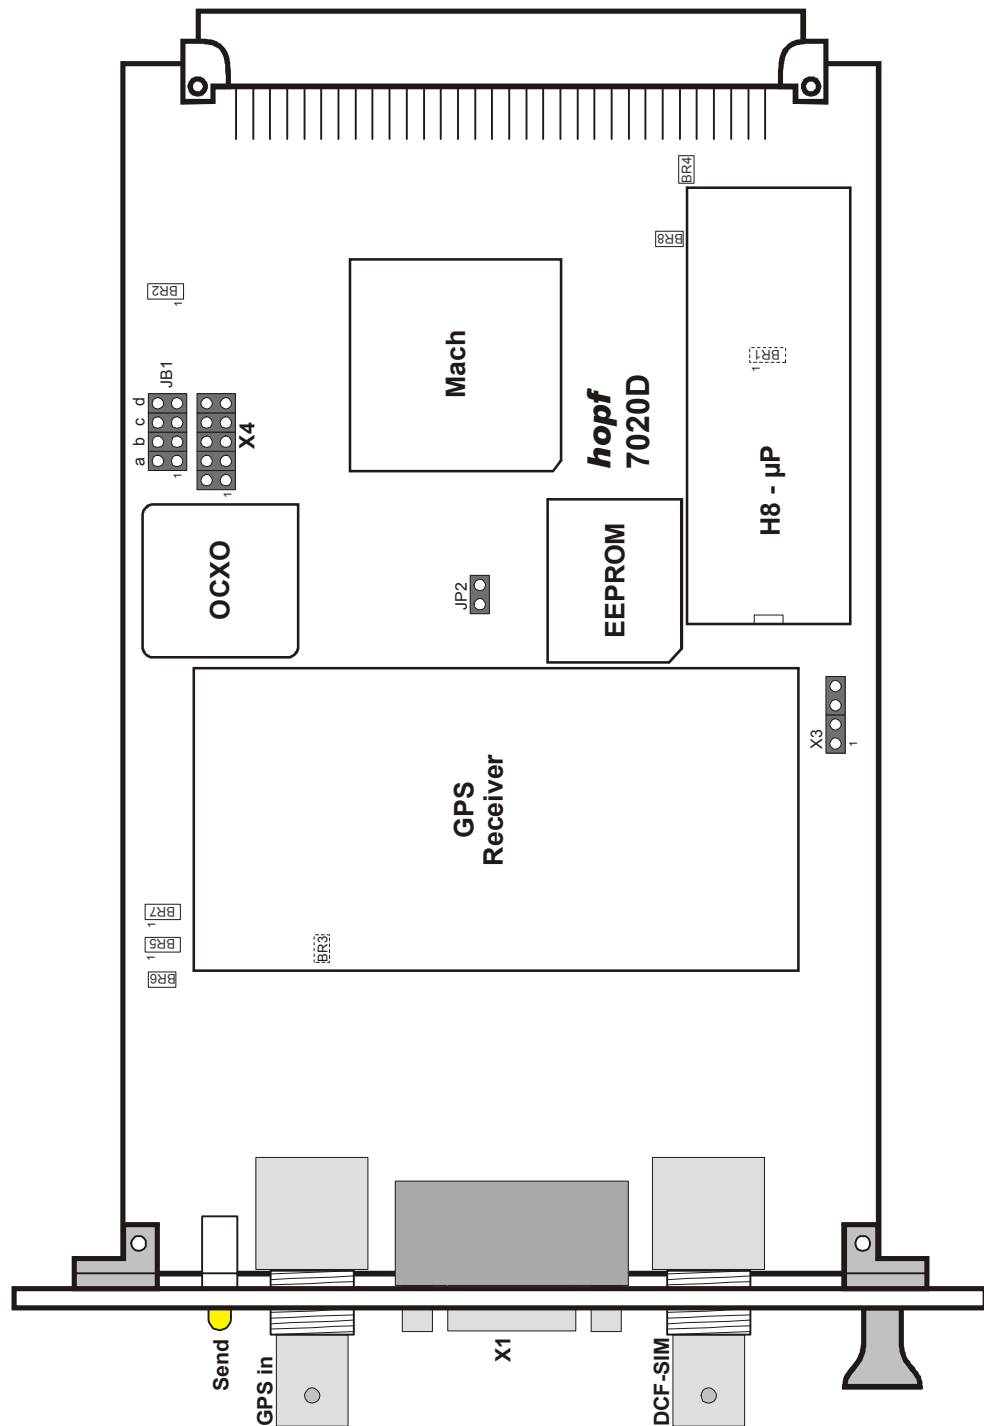 BR4
BR8
BR2
1
BR1
1
JB1
a b c d
1
X4
1
Mach
hopf
7020D
H8 - µP
OCXO
JP2
EEPROM
X3
1
GPS
Receiver
BR7
1
BR5
1
BR6
BR3
Send
GPS in
X1
DCF-SIM